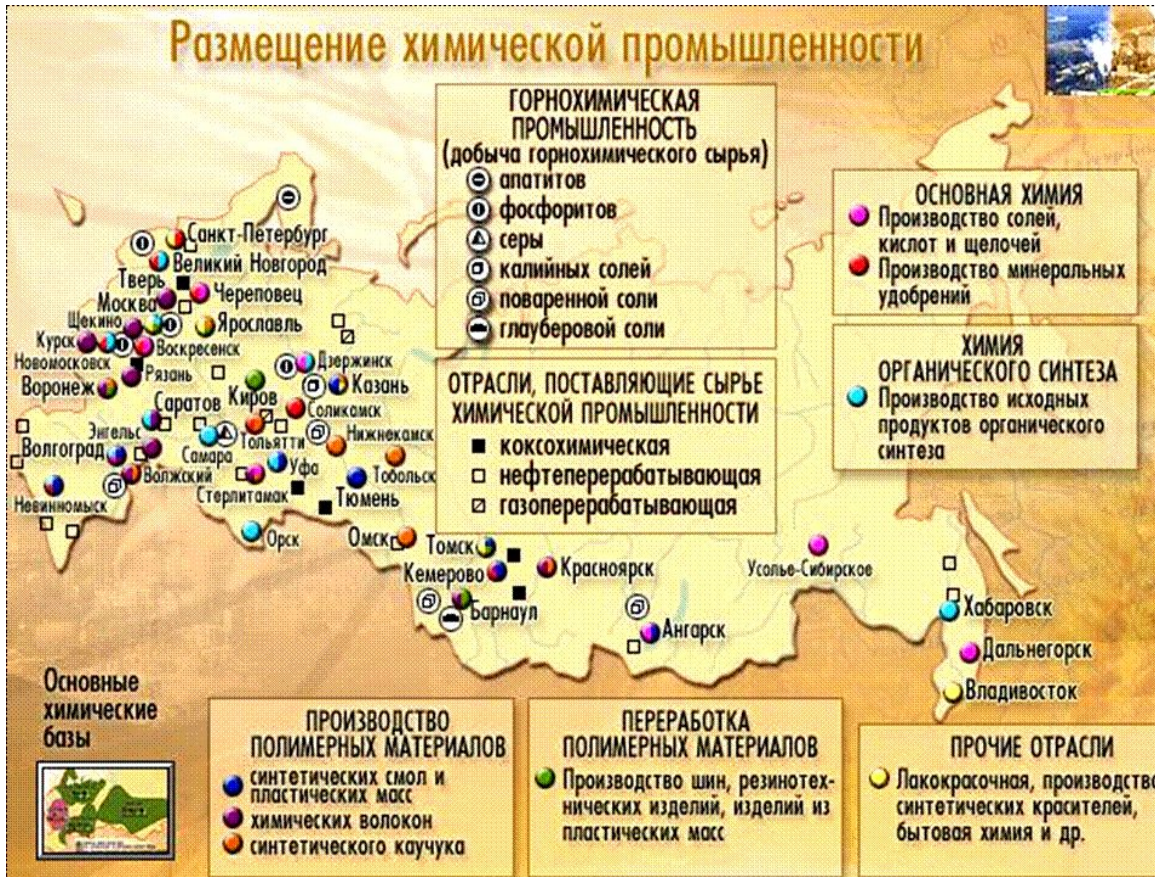 Размещение химической промышленности
ГОРНОХИМИЧЕСКАЯ
ПРОМЫШЛЕННОСТЬ
(добыча горнохимического сырья)
апатитов
фосфоритов
серы
калийных солей
поваренной соли
глауберовой соли
ОСНОВНАЯ ХИМИЯ
Производство солей,
кислот и щелочей
Производство минеральных
удобрений
ОТРАСЛИ, ПОСТАВЛЯЮЩИЕ СЫРЬЕ
ХИМИЧЕСКОЙ ПРОМЫШЛЕННОСТИ
коксохимическая
нефтеперерабатывающая
газоперерабатывающая
ХИМИЯ
ОРГАНИЧЕСКОГО СИНТЕЗА
Производство исходных
продуктов органического
синтеза
Санкт-Петербург
Великий Новгород
Тверь
Череповец
Москва
Щекино
Ярославль
Курск
Воскресенск
Новомосковск
Рязань
Дзержинск
Воронеж
Казань
Киров
Саратов
Соликамск
Энгельс
Тольятти
Нижнекамск
Волгоград
Самара
Уфа
Волжский
Тобольск
Стерлитамак
Тюмень
Невинномысск
Орск
Омск
Томск
Кемерово
Красноярск
Усолье-Сибирское
Барнаул
Ангарск
Хабаровск
Дальнегорск
Владивосток
Основные
химические
базы
ПРОИЗВОДСТВО
ПОЛИМЕРНЫХ МАТЕРИАЛОВ
синтетических смол и
пластических масс
химических волокон
синтетического каучука
ПЕРЕРАБОТКА
ПОЛИМЕРНЫХ МАТЕРИАЛОВ
Производство шин, резинотех-
нических изделий, изделий из
пластических масс
ПРОЧИЕ ОТРАСЛИ
Лакокрасочная, производство
синтетических красителей,
бытовая химия и др.